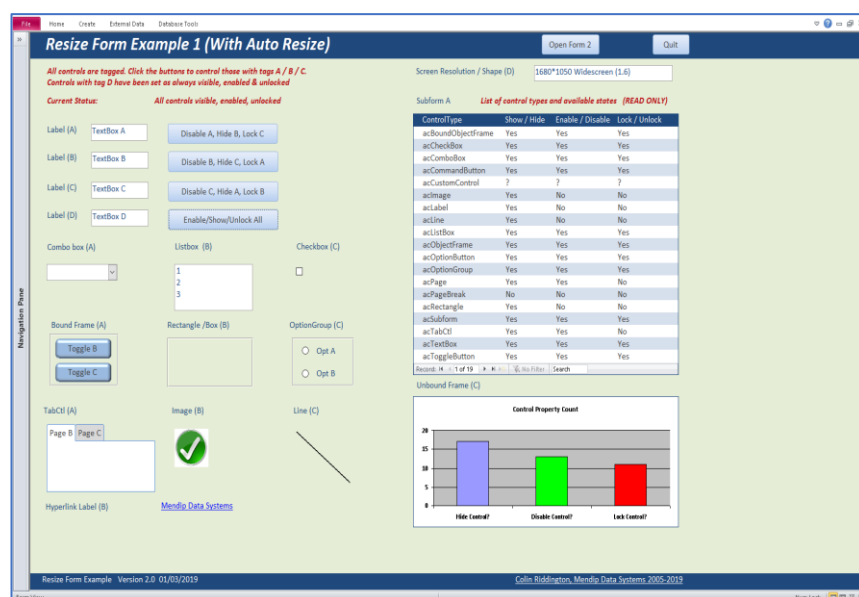 File Home Create External Data Database Tools
Resize Form Example 1 (With Auto Resize)
Open Form 2
Quit
All controls are tagged. Click the buttons to control those with tags A / B / C.
Controls with tag D have been set as always visible, enabled & unlocked
Current Status: All controls visible, enabled, unlocked
Label (A) TextBox A Disable A, Hide B, Lock C
Label (B) TextBox B Disable B, Hide C, Lock A
Label (C) TextBox C Disable C, Hide A, Lock B
Label (D) TextBox D Enable/Show/Unlock All
Combo box (A) Listbox (B) Checkbox (C)
1
2
3
Navigation Pane
Bound Frame (A) Rectangle /Box (B) OptionGroup (C)
Toggle B
Toggle C
Opt A
Opt B
TabCtl (A) Image (B) Line (C)
Page B Page C
Hyperlink Label (B) Mendip Data Systems
Screen Resolution / Shape (D) 1680*1050 Widescreen (1.6)
Subform A List of control types and available states (READ ONLY)
ControlType Show / Hide Enable / Disable Lock / Unlock
acBoundObjectFrame Yes Yes Yes
acCheckBox Yes Yes Yes
acComboBox Yes Yes Yes
acCommandButton Yes Yes Yes
acCustomControl ? ? ?
acImage Yes No No
acLabel Yes No No
acLine Yes No No
acListBox Yes Yes Yes
acObjectFrame Yes Yes Yes
acOptionButton Yes Yes Yes
acOptionGroup Yes Yes Yes
acPage Yes Yes No
acPageBreak No No No
acRectangle Yes No No
acSubform Yes Yes Yes
acTabCtl Yes Yes No
acTextBox Yes Yes Yes
acToggleButton Yes Yes Yes
Record: 1 of 19 No Filter Search
Unbound Frame (C)
Control Property Count
20
15
10
5
0
Hide Control? Disable Control? Lock Control?
Resize Form Example Version 2.0 01/03/2019
Colin Riddington, Mendip Data Systems 2005-2019